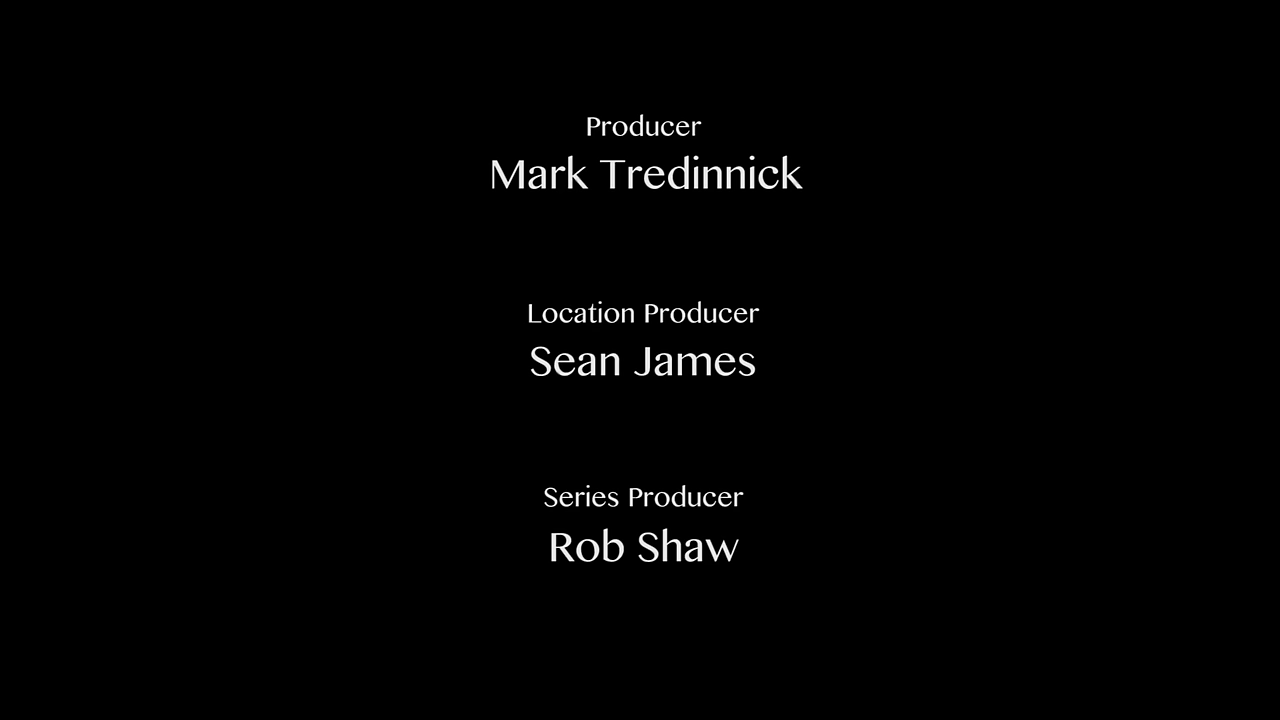 Producer
Mark Tredinnick
Location Producer
Sean James
Series Producer
Rob Shaw